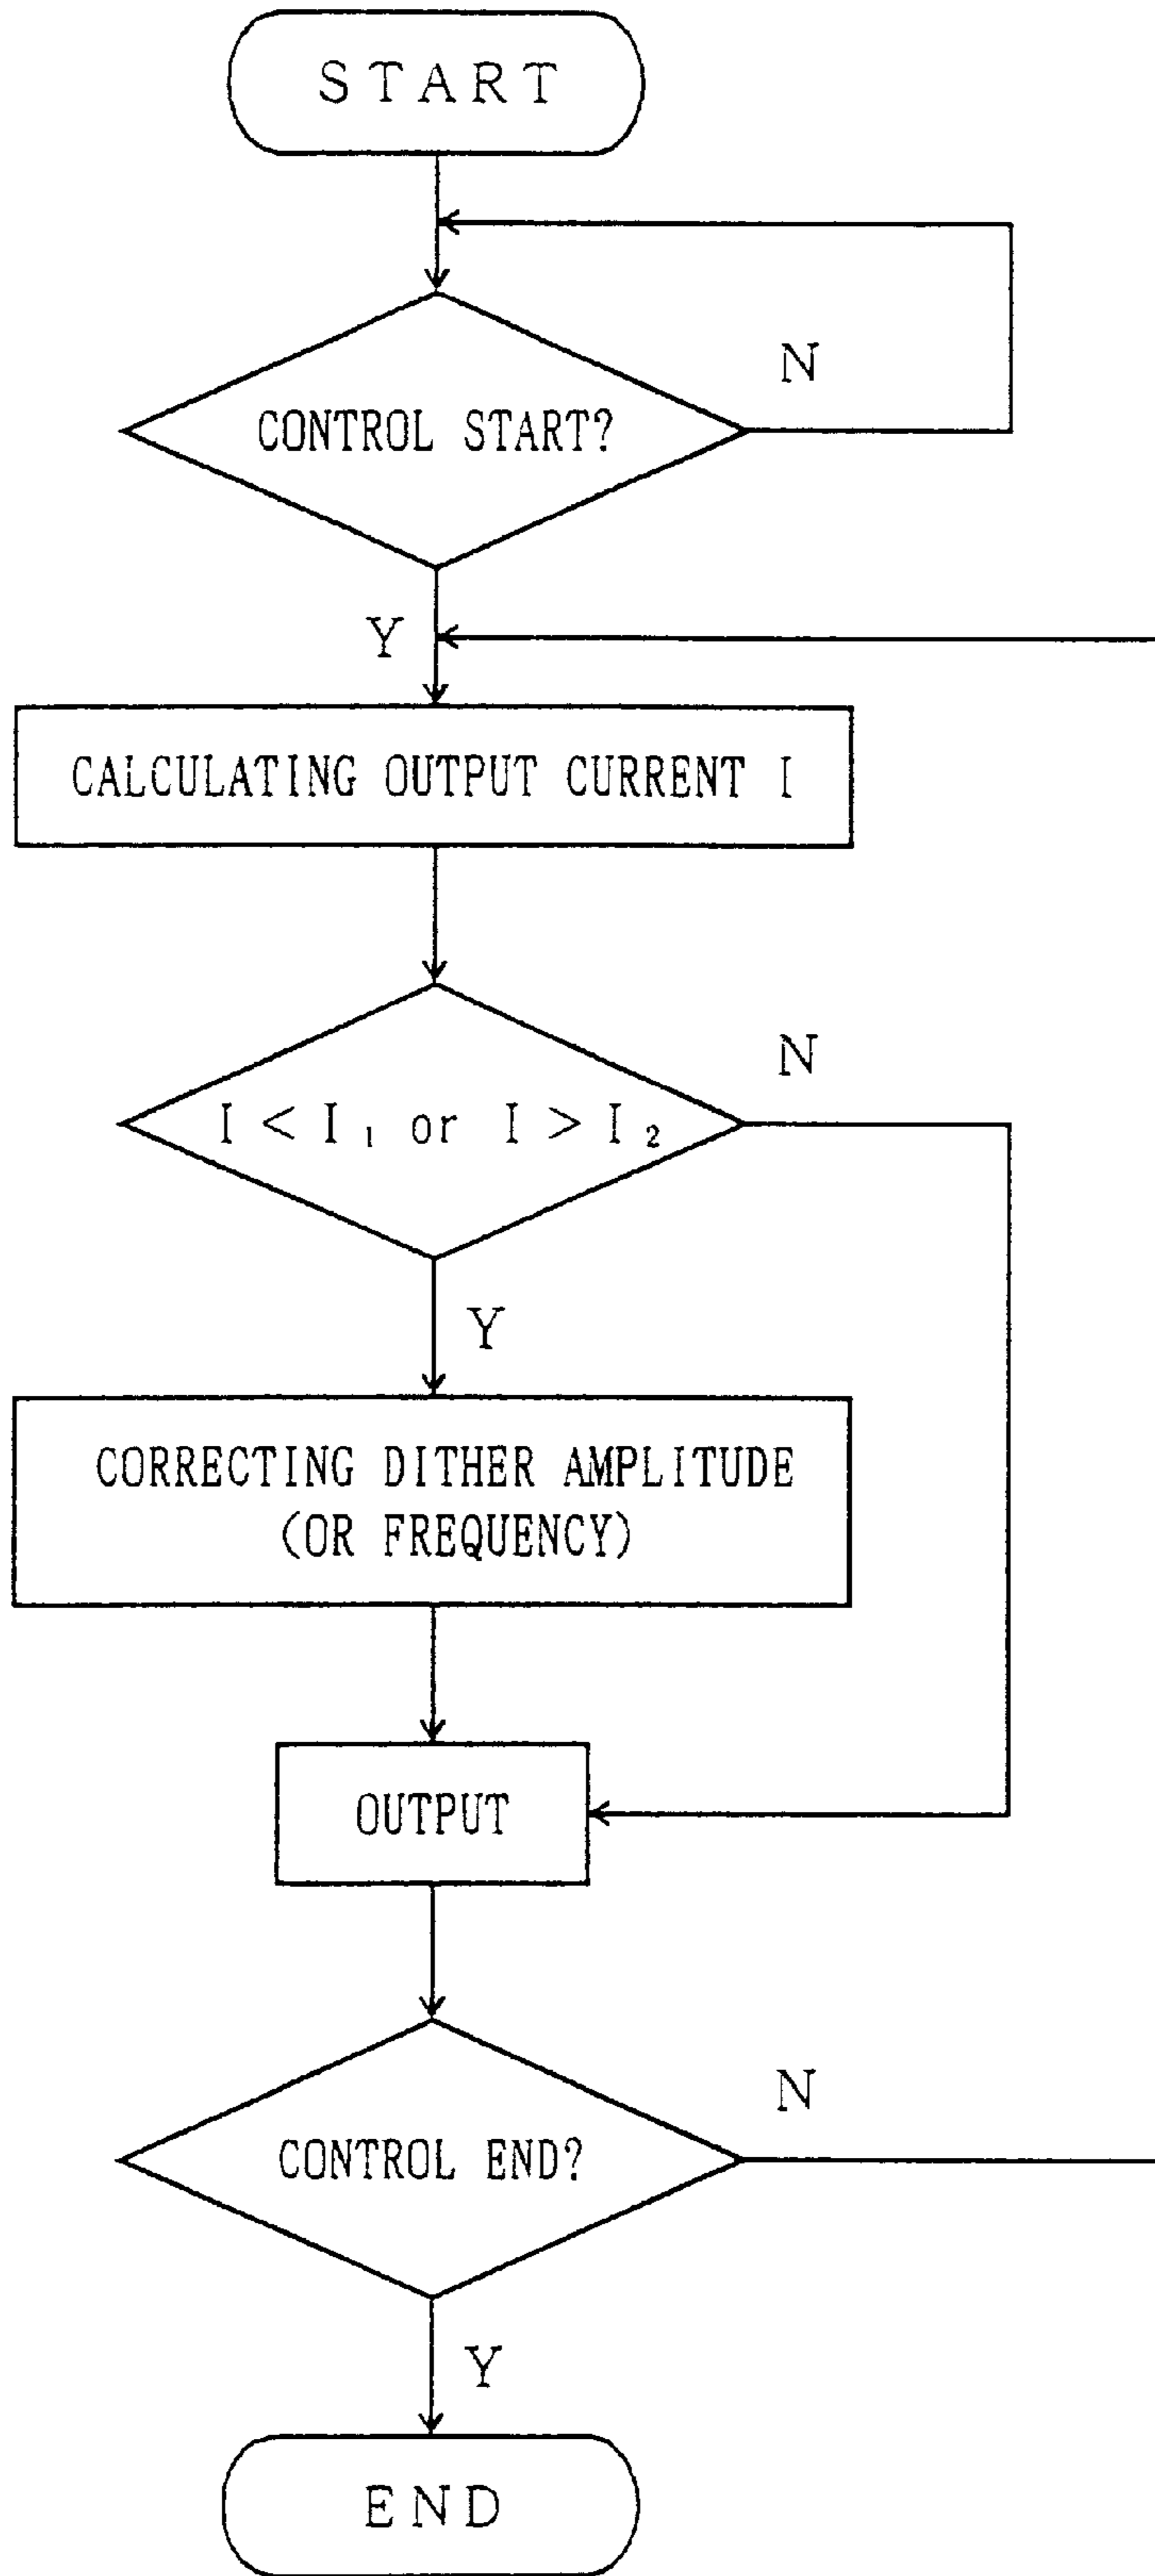 START
N
CONTROL START?
Y
CALCULATING OUTPUT CURRENT I
N
I < I₁ or I > I₂
Y
CORRECTING DITHER AMPLITUDE
(OR FREQUENCY)
OUTPUT
N
CONTROL END?
Y
END